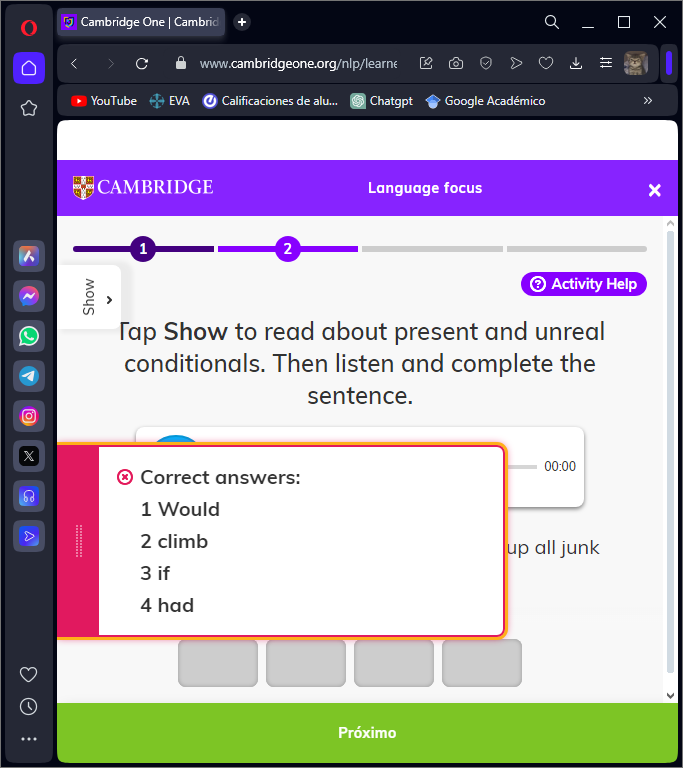 Cambridge One | Cambrid
www.cambridgeone.org/nlp/learne
YouTube EVA Calificaciones de alu... Chatgpt Google Académico »
CAMBRIDGE Language focus ×
1 2
Show
Activity Help
Tap Show to read about present and unreal
conditionals. Then listen and complete the
sentence.
00:00
Correct answers:
1 Would
2 climb
up all junk
3 if
4 had
Próximo